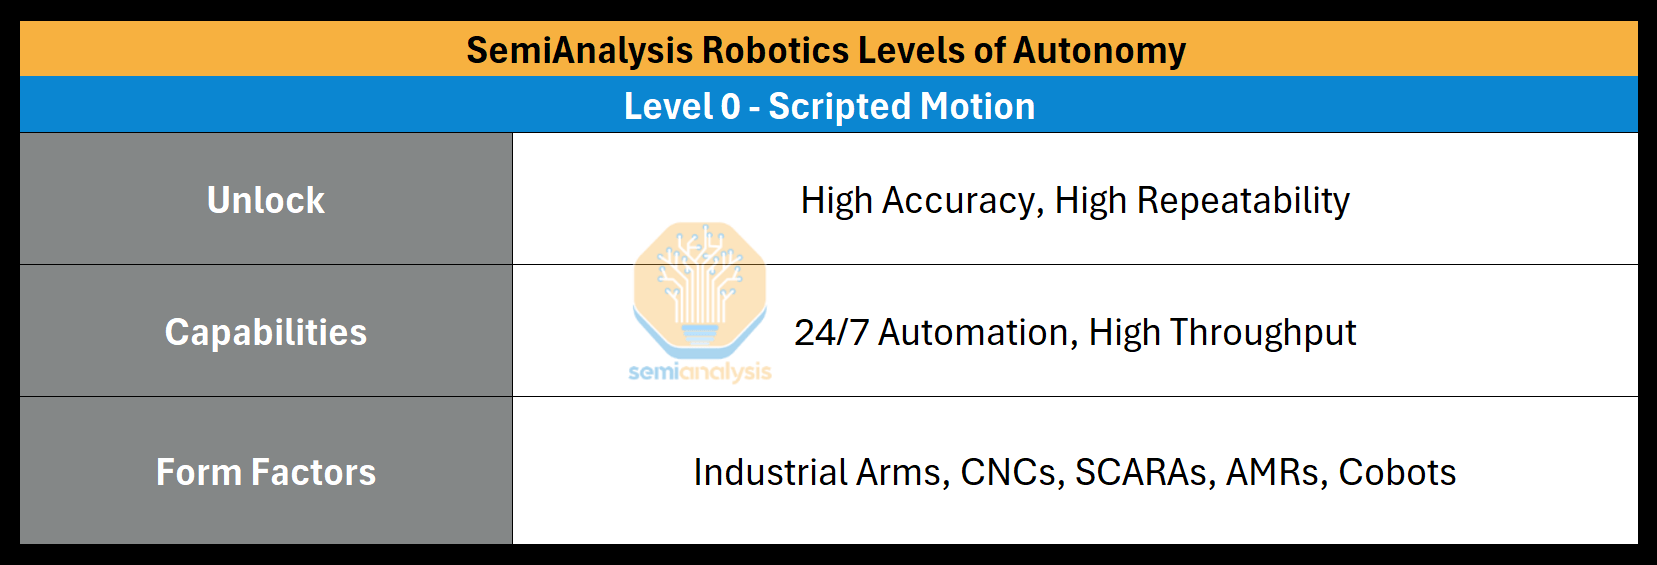 SemiAnalysis Robotics Levels of Autonomy
Level 0 - Scripted Motion
Unlock
High Accuracy, High Repeatability
Capabilities
24/7 Automation, High Throughput
semianalysis
Form Factors
Industrial Arms, CNCs, SCARAs, AMRs, Cobots